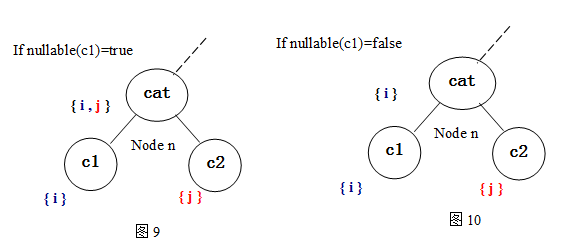 If nullable(c1)=true
cat
{i,j}
Node n
c1
c2
{i}
{j}
图 9
If nullable(c1)=false
cat
{i}
Node n
c1
c2
{i}
{j}
图 10